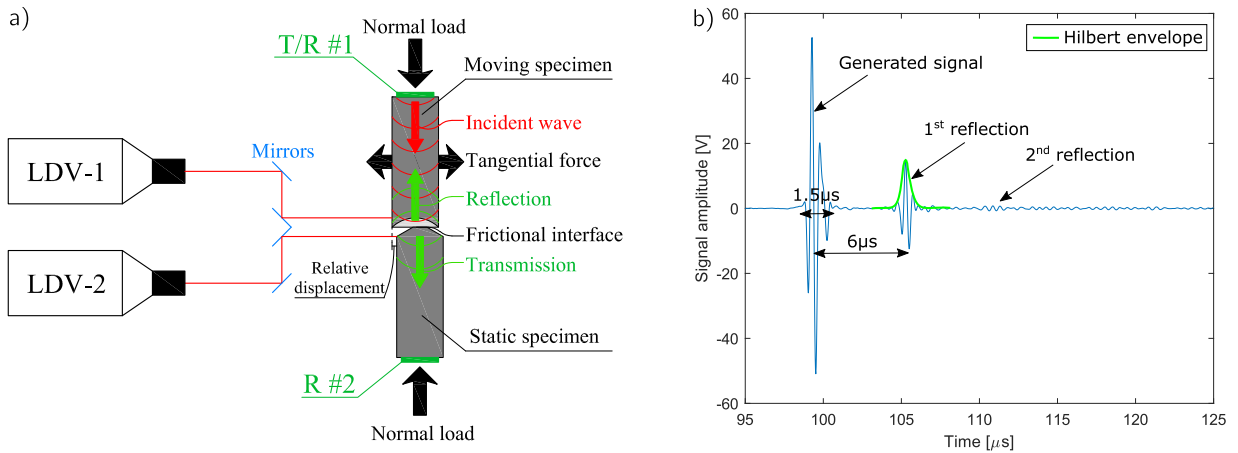 a)
Normal load
T/R #1
Moving specimen
Incident wave
LDV-1
Mirrors
Tangential force
Reflection
Frictional interface
LDV-2
Relative
displacement
Transmission
Static specimen
R #2
Normal load
b)
60
40
20
0
-20
-40
-60
Signal amplitude [V]
95
100
105
110
115
120
125
Time [μs]
Hilbert envelope
Generated signal
1st reflection
2nd reflection
1.5μs
6μs